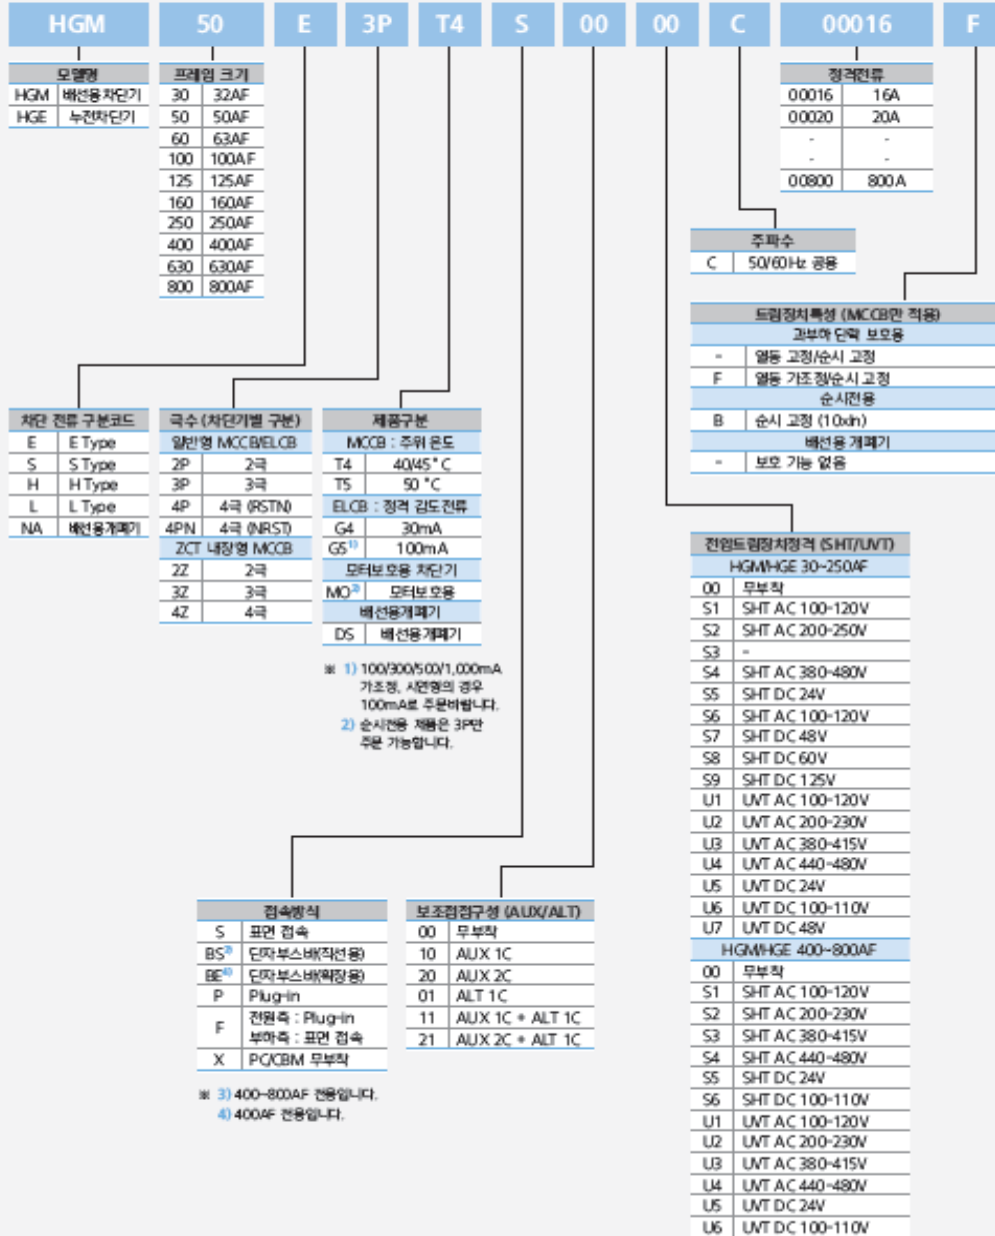 HGM 50 E 3P T4 S 00 00 C 00016 F
모델명
HGM 배선용차단기
HGE 누전차단기
프레임 크기
30 32AF
50 50AF
60 63AF
100 100AF
125 125AF
160 160AF
250 250AF
400 400AF
630 630AF
800 800AF
정격전류
00016 16A
00020 20A
- -
- -
00800 800A
주파수
C 50/60Hz 공용
트립장치특성 (MCCB만 적용)
과부하 단락 보호용
- 열동 고정/순시 고정
F 열동 가조정/순시 고정
순시전용
B 순시 고정 (10xIn)
배선용 개폐기
- 보호 기능 없음
차단 전류 구분코드
E E Type
S S Type
H H Type
L L Type
NA 배선용개폐기
극수 (차단기별 구분)
일반형 MCCB/ELCB
2P 2극
3P 3극
4P 4극 (RSTN)
4PN 4극 (NRST)
ZCT 내장형 MCCB
2Z 2극
3Z 3극
4Z 4극
제품구분
MCCB : 주위 온도
T4 40/45°C
T5 50 °C
ELCB : 정격 감도전류
G4 30mA
G5 1) 100mA
모터보호용 차단기
MO 2) 모터보호용
배선용개폐기
DS 배선용개폐기
※ 1) 100/300/500/1,000mA
가조정, 시연형의 경우
100mA로 주문바랍니다.
2) 순시전용 제품은 3P만
주문 가능합니다.
전압트립장치정격 (SHT/UVT)
HGM/HGE 30~250AF
00 무부착
S1 SHT AC 100-120V
S2 SHT AC 200-250V
S3 -
S4 SHT AC 380-480V
S5 SHT DC 24V
S6 SHT AC 100-120V
S7 SHT DC 48V
S8 SHT DC 60V
S9 SHT DC 125V
U1 UVT AC 100-120V
U2 UVT AC 200-230V
U3 UVT AC 380-415V
U4 UVT AC 440-480V
U5 UVT DC 24V
U6 UVT DC 100-110V
U7 UVT DC 48V
HGM/HGE 400~800AF
00 무부착
S1 SHT AC 100-120V
S2 SHT AC 200-230V
S3 SHT AC 380-415V
S4 SHT AC 440-480V
S5 SHT DC 24V
S6 SHT DC 100-110V
U1 UVT AC 100-120V
U2 UVT AC 200-230V
U3 UVT AC 380-415V
U4 UVT AC 440-480V
U5 UVT DC 24V
U6 UVT DC 100-110V
접속방식
S 표면 접속
BS 3) 단자부스바(직선용)
BE 4) 단자부스바(확장용)
P Plug-in
F 전원측 : Plug-in
부하측 : 표면 접속
X PC/CBM 무부착
※ 3) 400~800AF 전용입니다.
4) 400AF 전용입니다.
보조접점구성 (AUX/ALT)
00 무부착
10 AUX 1C
20 AUX 2C
01 ALT 1C
11 AUX 1C + ALT 1C
21 AUX 2C + ALT 1C